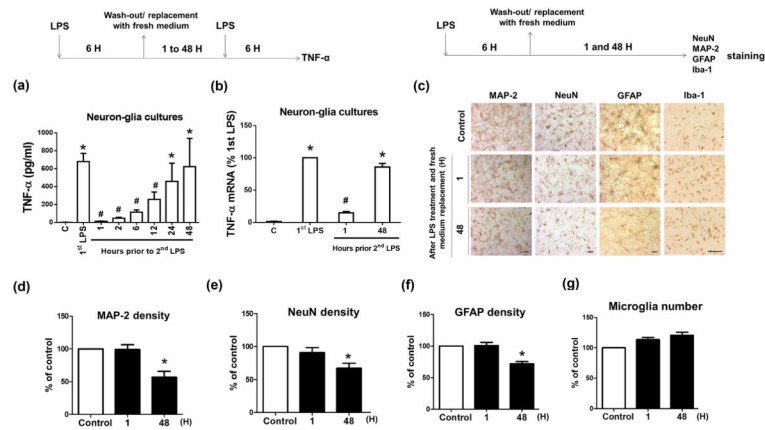 Wash-out/ replacement
with fresh medium
LPS
LPS
6 H
1 to 48 H
6 H
TNF-α
Wash-out/ replacement
with fresh medium
LPS
6 H
1 and 48 H
NeuN
MAP-2
GFAP
Iba-1
staining
(a)
Neuron-glia cultures
TNF-α (pg/ml)
1000
800
600
400
200
0
*
#
#
#
#
*
*
C
1st LPS
1
2
6
12
24
48
Hours prior to 2nd LPS
(b)
Neuron-glia cultures
TNF-α mRNA (% 1st LPS)
150
100
50
0
*
#
*
C
1st LPS
1
48
Hours prior 2nd LPS
(c)
MAP-2
NeuN
GFAP
Iba-1
Control
1
48
After LPS treatment and fresh
medium replacement (H)
(d)
MAP-2 density
% of control
150
100
50
0
*
Control
1
48
(H)
(e)
NeuN density
% of control
150
100
50
0
*
Control
1
48
(H)
(f)
GFAP density
% of control
150
100
50
0
*
Control
1
48
(H)
(g)
Microglia number
% of control
150
100
50
0
Control
1
48
(H)